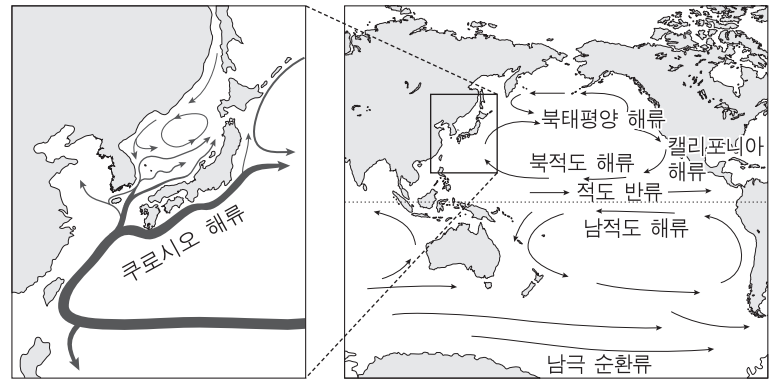 쿠로시오 해류
북태평양 해류
캘리포니아
해류
북적도 해류
적도 반류
남적도 해류
남극 순환류